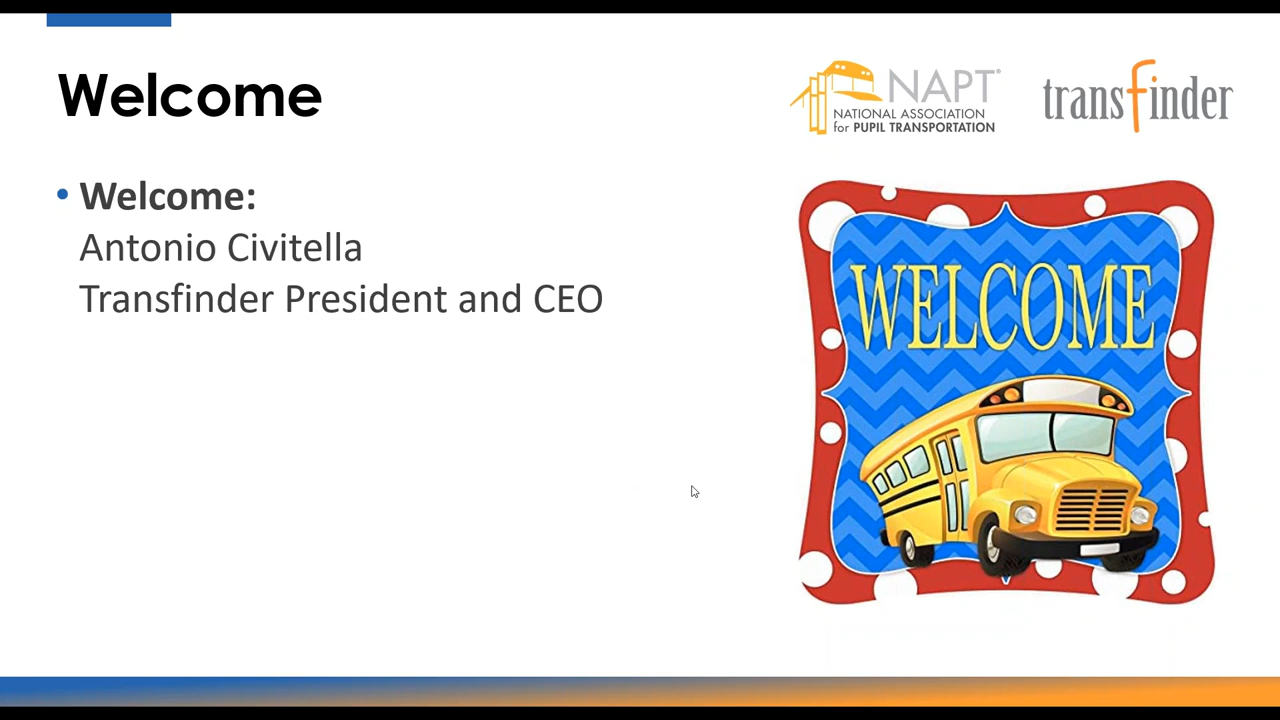 Welcome
NAPT
NATIONAL ASSOCIATION
for PUPIL TRANSPORTATION
transfinder
• Welcome:
Antonio Civitella
Transfinder President and CEO
WELCOME